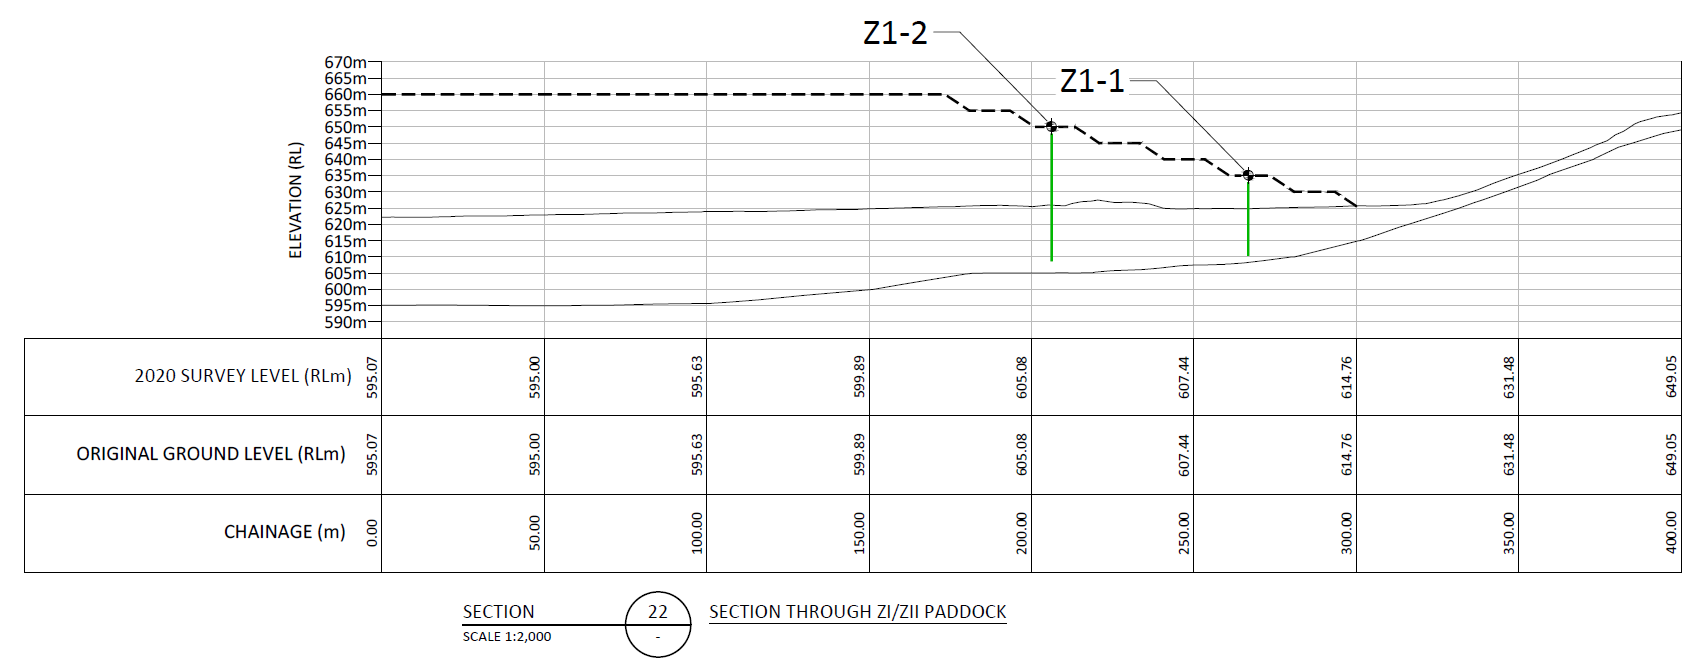 Z1-2
Z1-1
670m
665m
660m
655m
650m
645m
640m
635m
630m
625m
620m
615m
610m
605m
600m
595m
590m
ELEVATION (RL)
2020 SURVEY LEVEL (RLm) 595.07 595.00 595.63 599.89 605.08 607.44 614.76 631.48 649.05
ORIGINAL GROUND LEVEL (RLm) 595.07 595.00 595.63 599.89 605.08 607.44 614.76 631.48 649.05
CHAINAGE (m) 0.00 50.00 100.00 150.00 200.00 250.00 300.00 350.00 400.00
SECTION 22 SECTION THROUGH ZI/ZII PADDOCK
SCALE 1:2,000 -